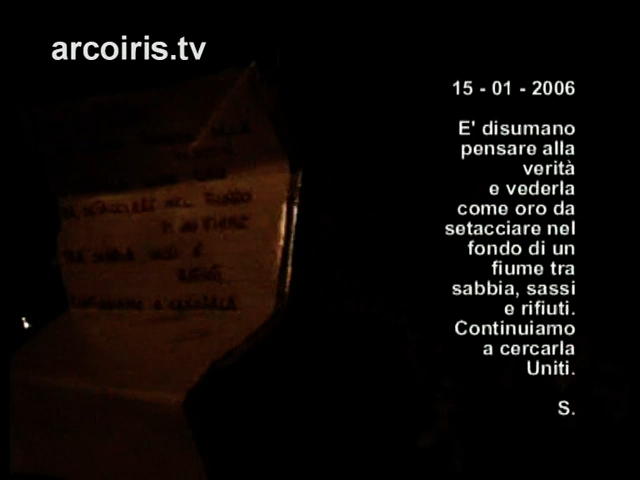 arcoiris.tv
15 - 01 - 2006
E' disumano
pensare alla
verità
e vederla
come oro da
setacciare nel
fondo di un
fiume tra
sabbia, sassi
e rifiuti.
Continuiamo
a cercarla
Uniti.
S.